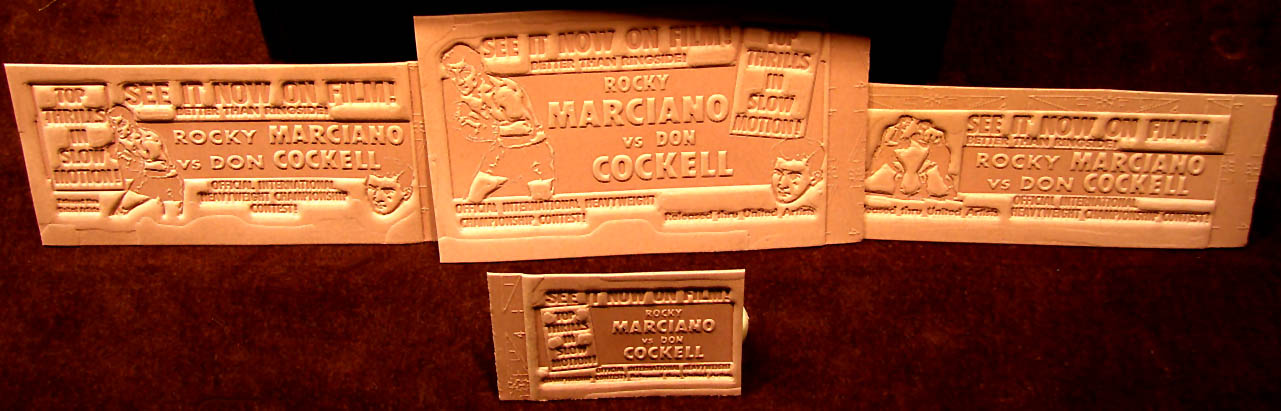 TOP
THRILLS
IN
SLOW
MOTION!
SEE IT NOW ON FILM!
BETTER THAN RINGSIDE!
ROCKY MARCIANO
VS DON COCKELL
OFFICIAL INTERNATIONAL
HEAVYWEIGHT CHAMPIONSHIP
CONTEST!
SEE IT NOW ON FILM!
BETTER THAN RINGSIDE!
ROCKY
MARCIANO
VS DON
COCKELL
TOP
THRILLS
IN
SLOW
MOTION!
OFFICIAL INTERNATIONAL HEAVYWEIGHT
CHAMPIONSHIP CONTEST!
Released thru United Artists
SEE IT NOW ON FILM!
BETTER THAN RINGSIDE!
ROCKY MARCIANO
VS DON COCKELL
Released thru United Artists
OFFICIAL INTERNATIONAL
HEAVYWEIGHT CHAMPIONSHIP CONTEST!
SEE IT NOW ON FILM!
TOP
THRILLS
IN
SLOW
MOTION!
ROCKY
MARCIANO
VS DON
COCKELL
OFFICIAL INTERNATIONAL HEAVYWEIGHT
CHAMPIONSHIP CONTEST!